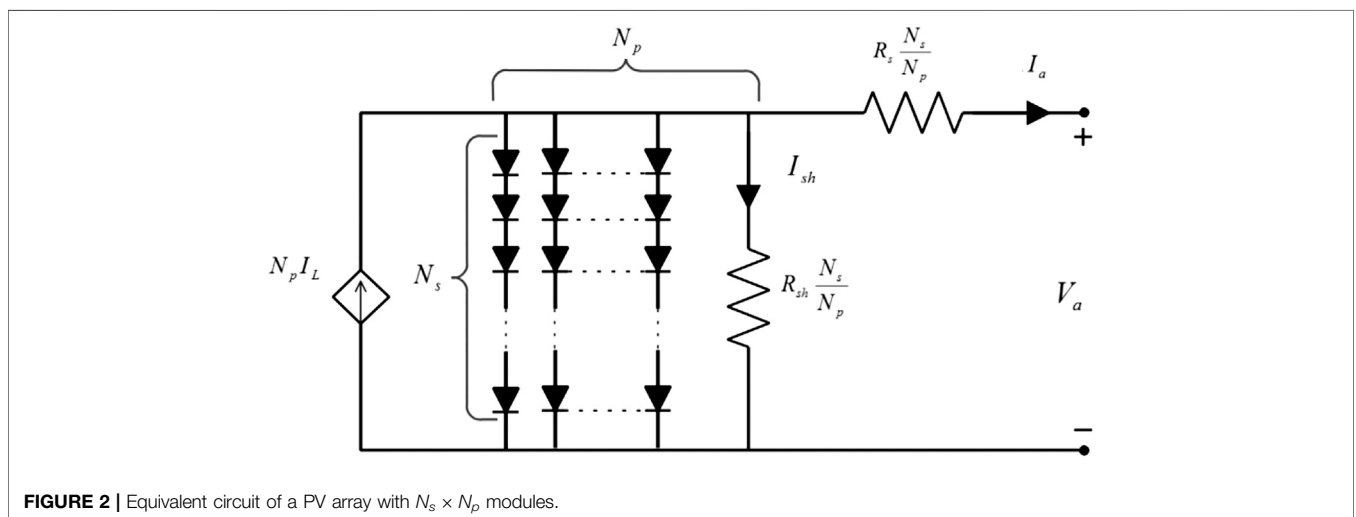 N_p
R_s N_s/N_p
I_a
+
I_sh
N_p I_L
N_s
R_sh N_s/N_p
V_a
−
FIGURE 2 | Equivalent circuit of a PV array with N_s × N_p modules.